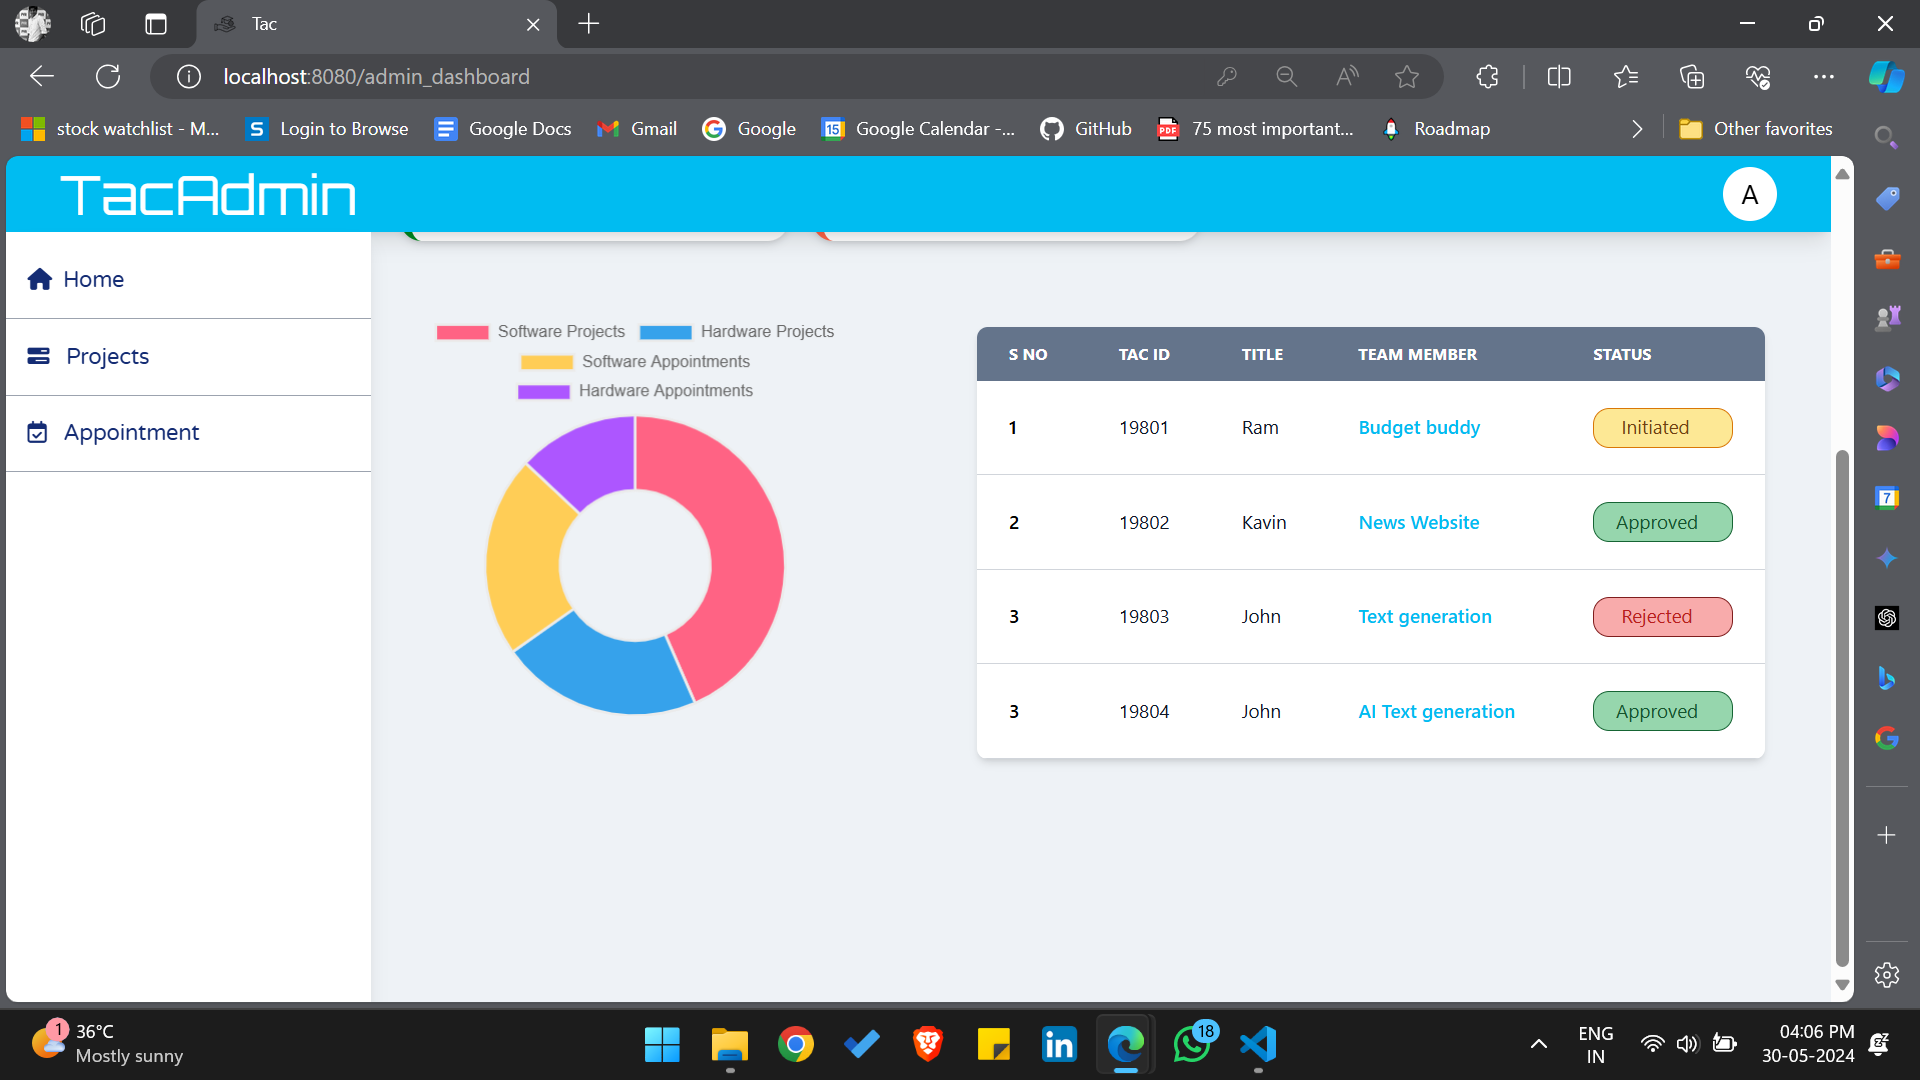 Tac
localhost:8080/admin_dashboard
stock watchlist - M...
Login to Browse
Google Docs
Gmail
Google
15
Google Calendar -...
GitHub
PDF
75 most important...
Roadmap
Other favorites
TacAdmin
A
Home
Projects
Appointment
Software Projects
Hardware Projects
Software Appointments
Hardware Appointments
S NO TAC ID TITLE TEAM MEMBER STATUS
1 19801 Ram Budget buddy Initiated
2 19802 Kavin News Website Approved
3 19803 John Text generation Rejected
3 19804 John AI Text generation Approved
7
1
36°C
Mostly sunny
in
18
ENG
IN
04:06 PM
30-05-2024